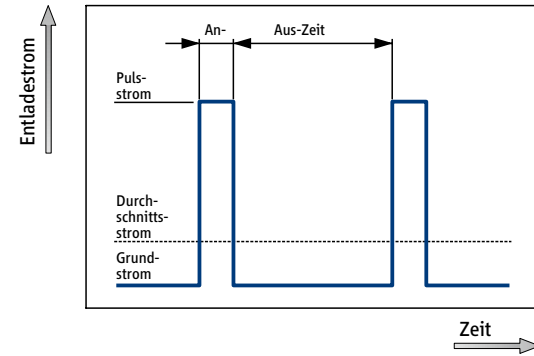 Entladestrom
An-
Aus-Zeit
Puls-
strom
Durch-
schnitts-
strom
Grund-
strom
Zeit